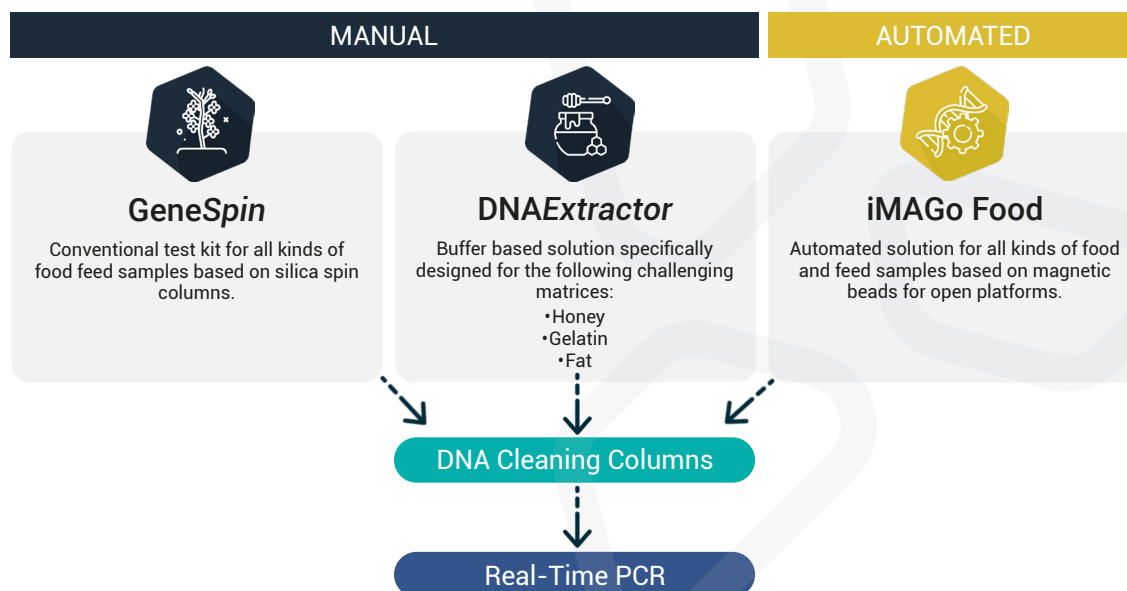 MANUAL
AUTOMATED
GeneSpin
Conventional test kit for all kinds of
food feed samples based on silica spin
columns.
DNAExtractor
Buffer based solution specifically
designed for the following challenging
matrices:
•Honey
•Gelatin
•Fat
iMAGo Food
Automated solution for all kinds of food
and feed samples based on magnetic
beads for open platforms.
DNA Cleaning Columns
Real-Time PCR